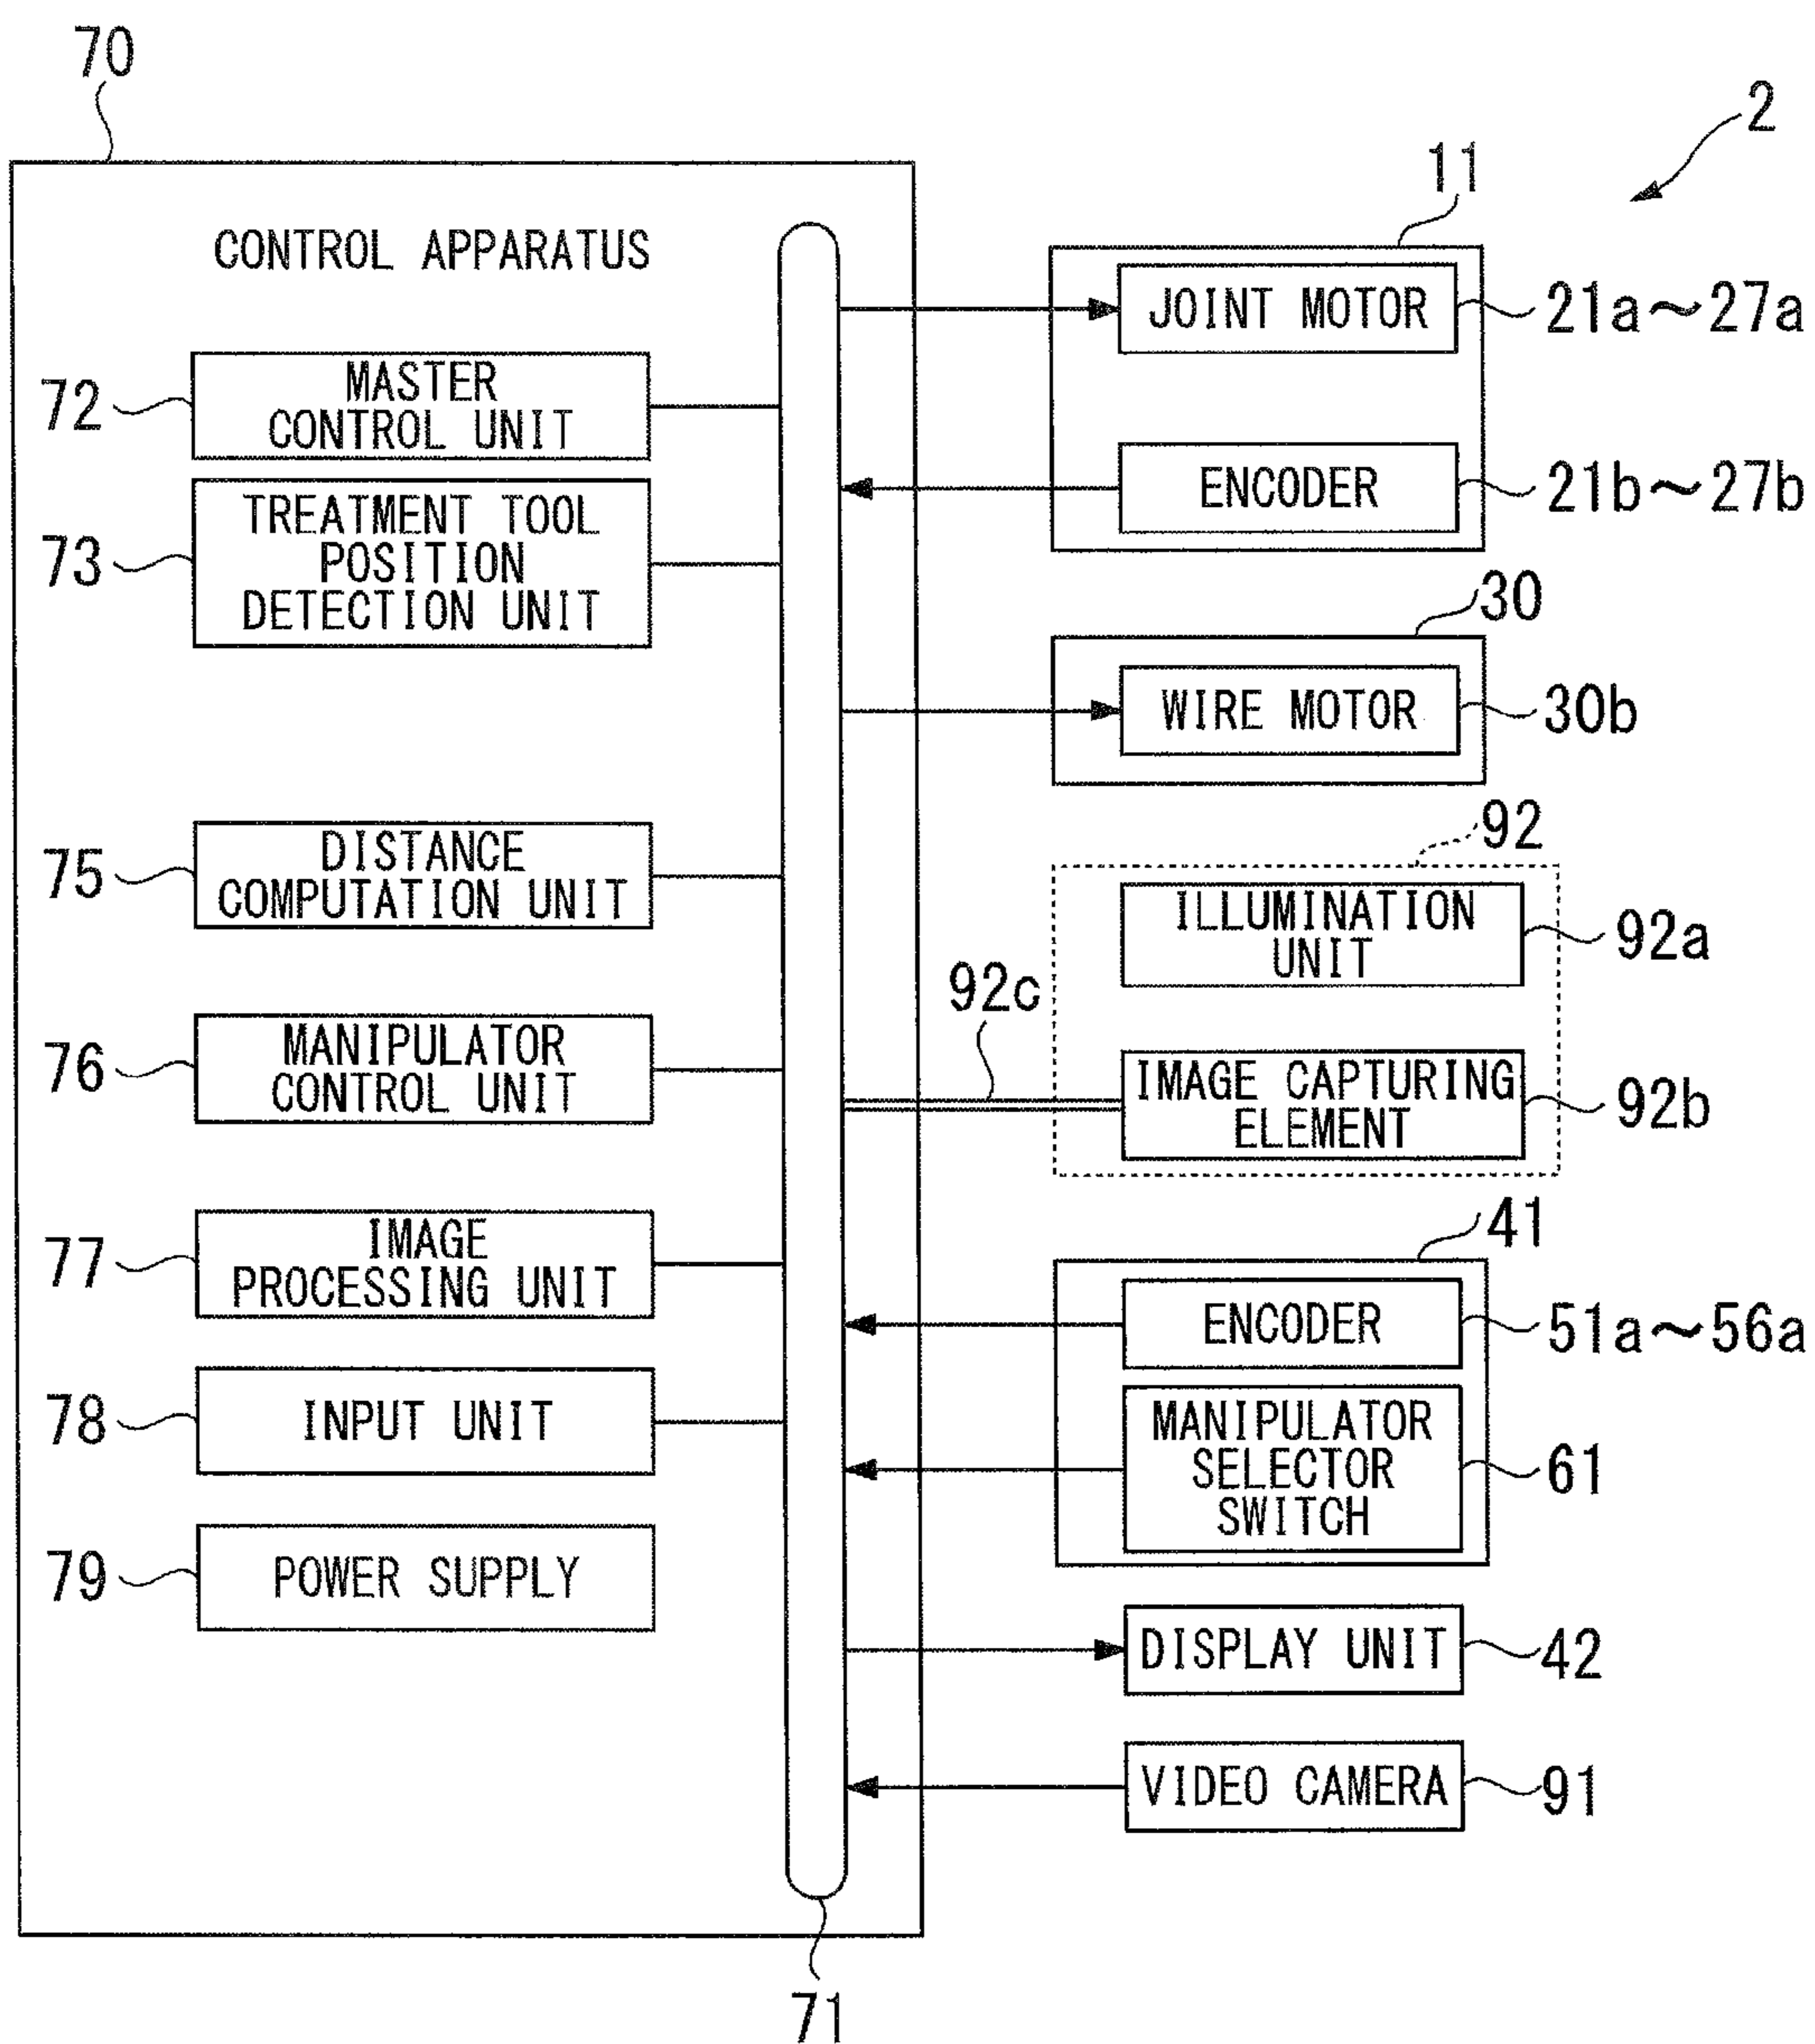 70
2
11
CONTROL APPARATUS
JOINT MOTOR
21a~27a
72
MASTER
CONTROL UNIT
ENCODER
21b~27b
73
TREATMENT TOOL
POSITION
DETECTION UNIT
30
WIRE MOTOR
30b
75
DISTANCE
COMPUTATION UNIT
92
ILLUMINATION
UNIT
92a
92c
76
MANIPULATOR
CONTROL UNIT
IMAGE CAPTURING
ELEMENT
92b
77
IMAGE
PROCESSING UNIT
41
ENCODER
51a~56a
78
INPUT UNIT
MANIPULATOR
SELECTOR
SWITCH
61
79
POWER SUPPLY
DISPLAY UNIT
42
VIDEO CAMERA
91
71